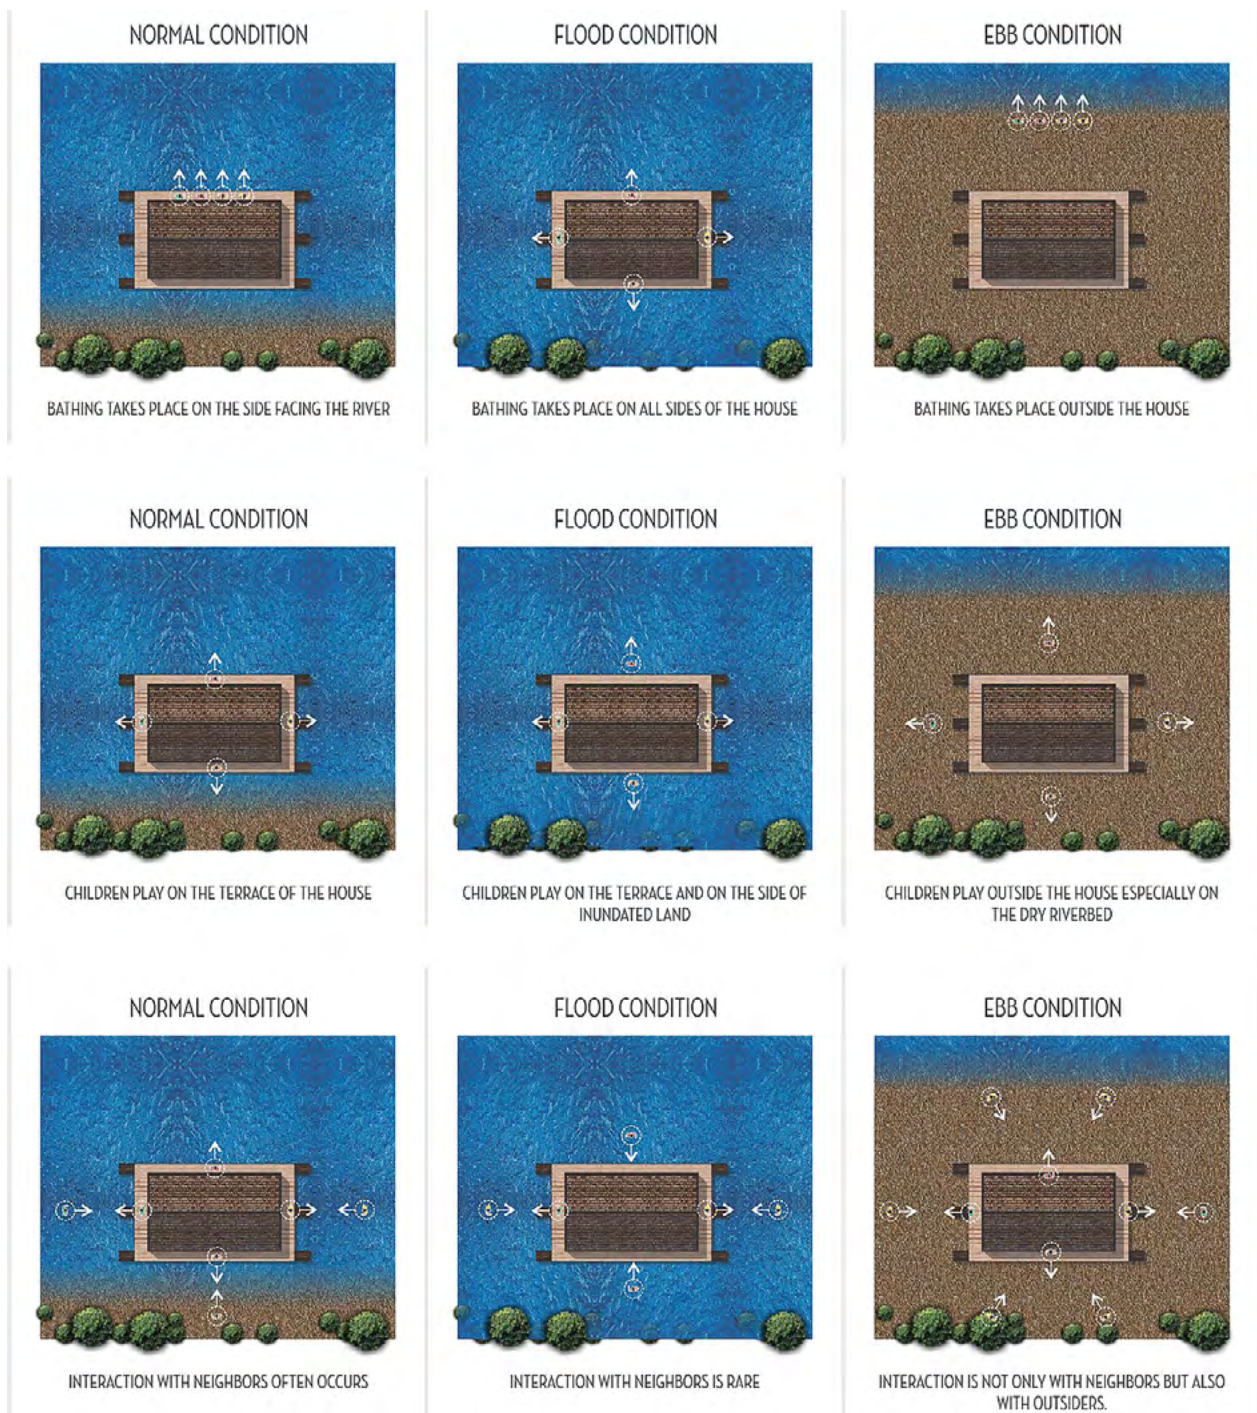 NORMAL CONDITION
FLOOD CONDITION
EBB CONDITION
BATHING TAKES PLACE ON THE SIDE FACING THE RIVER
BATHING TAKES PLACE ON ALL SIDES OF THE HOUSE
BATHING TAKES PLACE OUTSIDE THE HOUSE
NORMAL CONDITION
FLOOD CONDITION
EBB CONDITION
CHILDREN PLAY ON THE TERRACE OF THE HOUSE
CHILDREN PLAY ON THE TERRACE AND ON THE SIDE OF
INUNDATED LAND
CHILDREN PLAY OUTSIDE THE HOUSE ESPECIALLY ON
THE DRY RIVERBED
NORMAL CONDITION
FLOOD CONDITION
EBB CONDITION
INTERACTION WITH NEIGHBORS OFTEN OCCURS
INTERACTION WITH NEIGHBORS IS RARE
INTERACTION IS NOT ONLY WITH NEIGHBORS BUT ALSO
WITH OUTSIDERS.